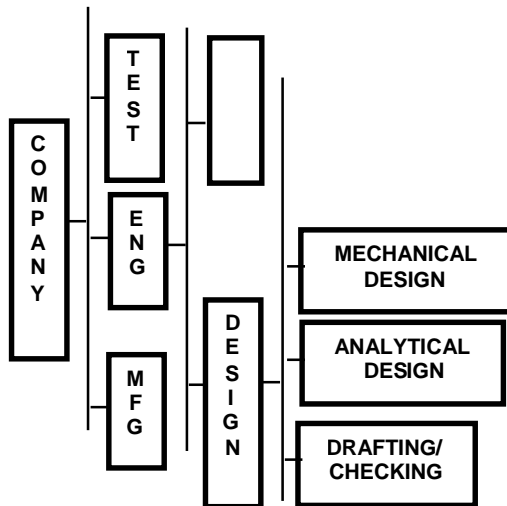 COMPANY
TEST
ENG
MFG
DESIGN
MECHANICAL
DESIGN
ANALYTICAL
DESIGN
DRAFTING/
CHECKING